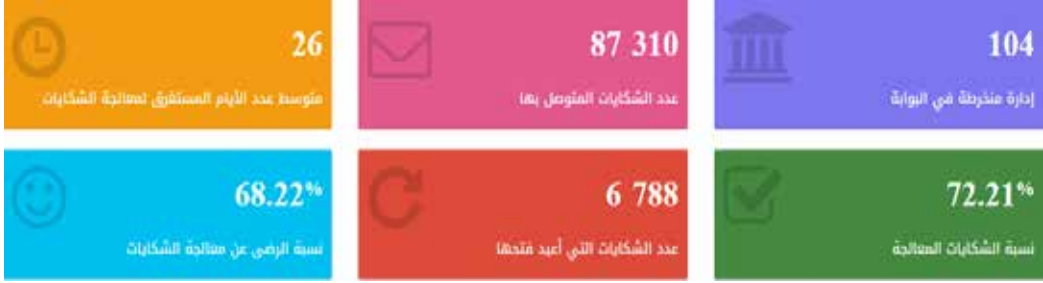 104
إدارة منخرطة في البوابة
87 310
عدد الشكايات المتوصل بها
26
متوسط عدد الأيام المستغرق لمعالجة الشكايات
72.21%
نسبة الشكايات المعالجة
6 788
عدد الشكايات التي أعيد فتحها
68.22%
نسبة الرضى عن معالجة الشكايات